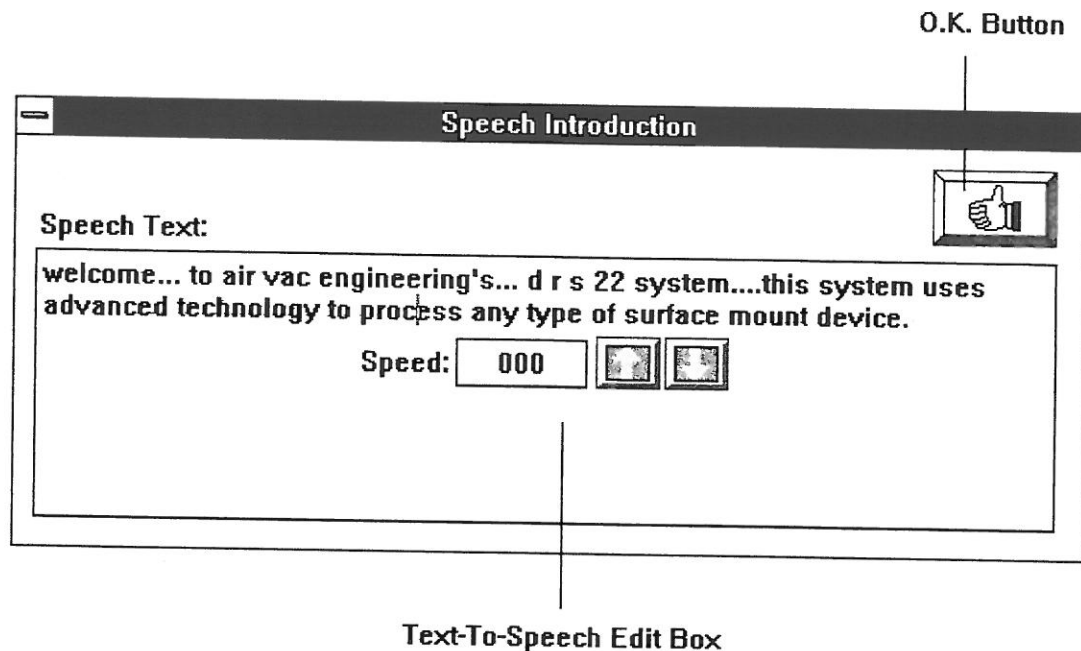 O.K. Button
Speech Introduction
Speech Text:
welcome... to air vac engineering's... d r s 22 system....this system uses
advanced technology to process any type of surface mount device.
Speed: 000
Text-To-Speech Edit Box